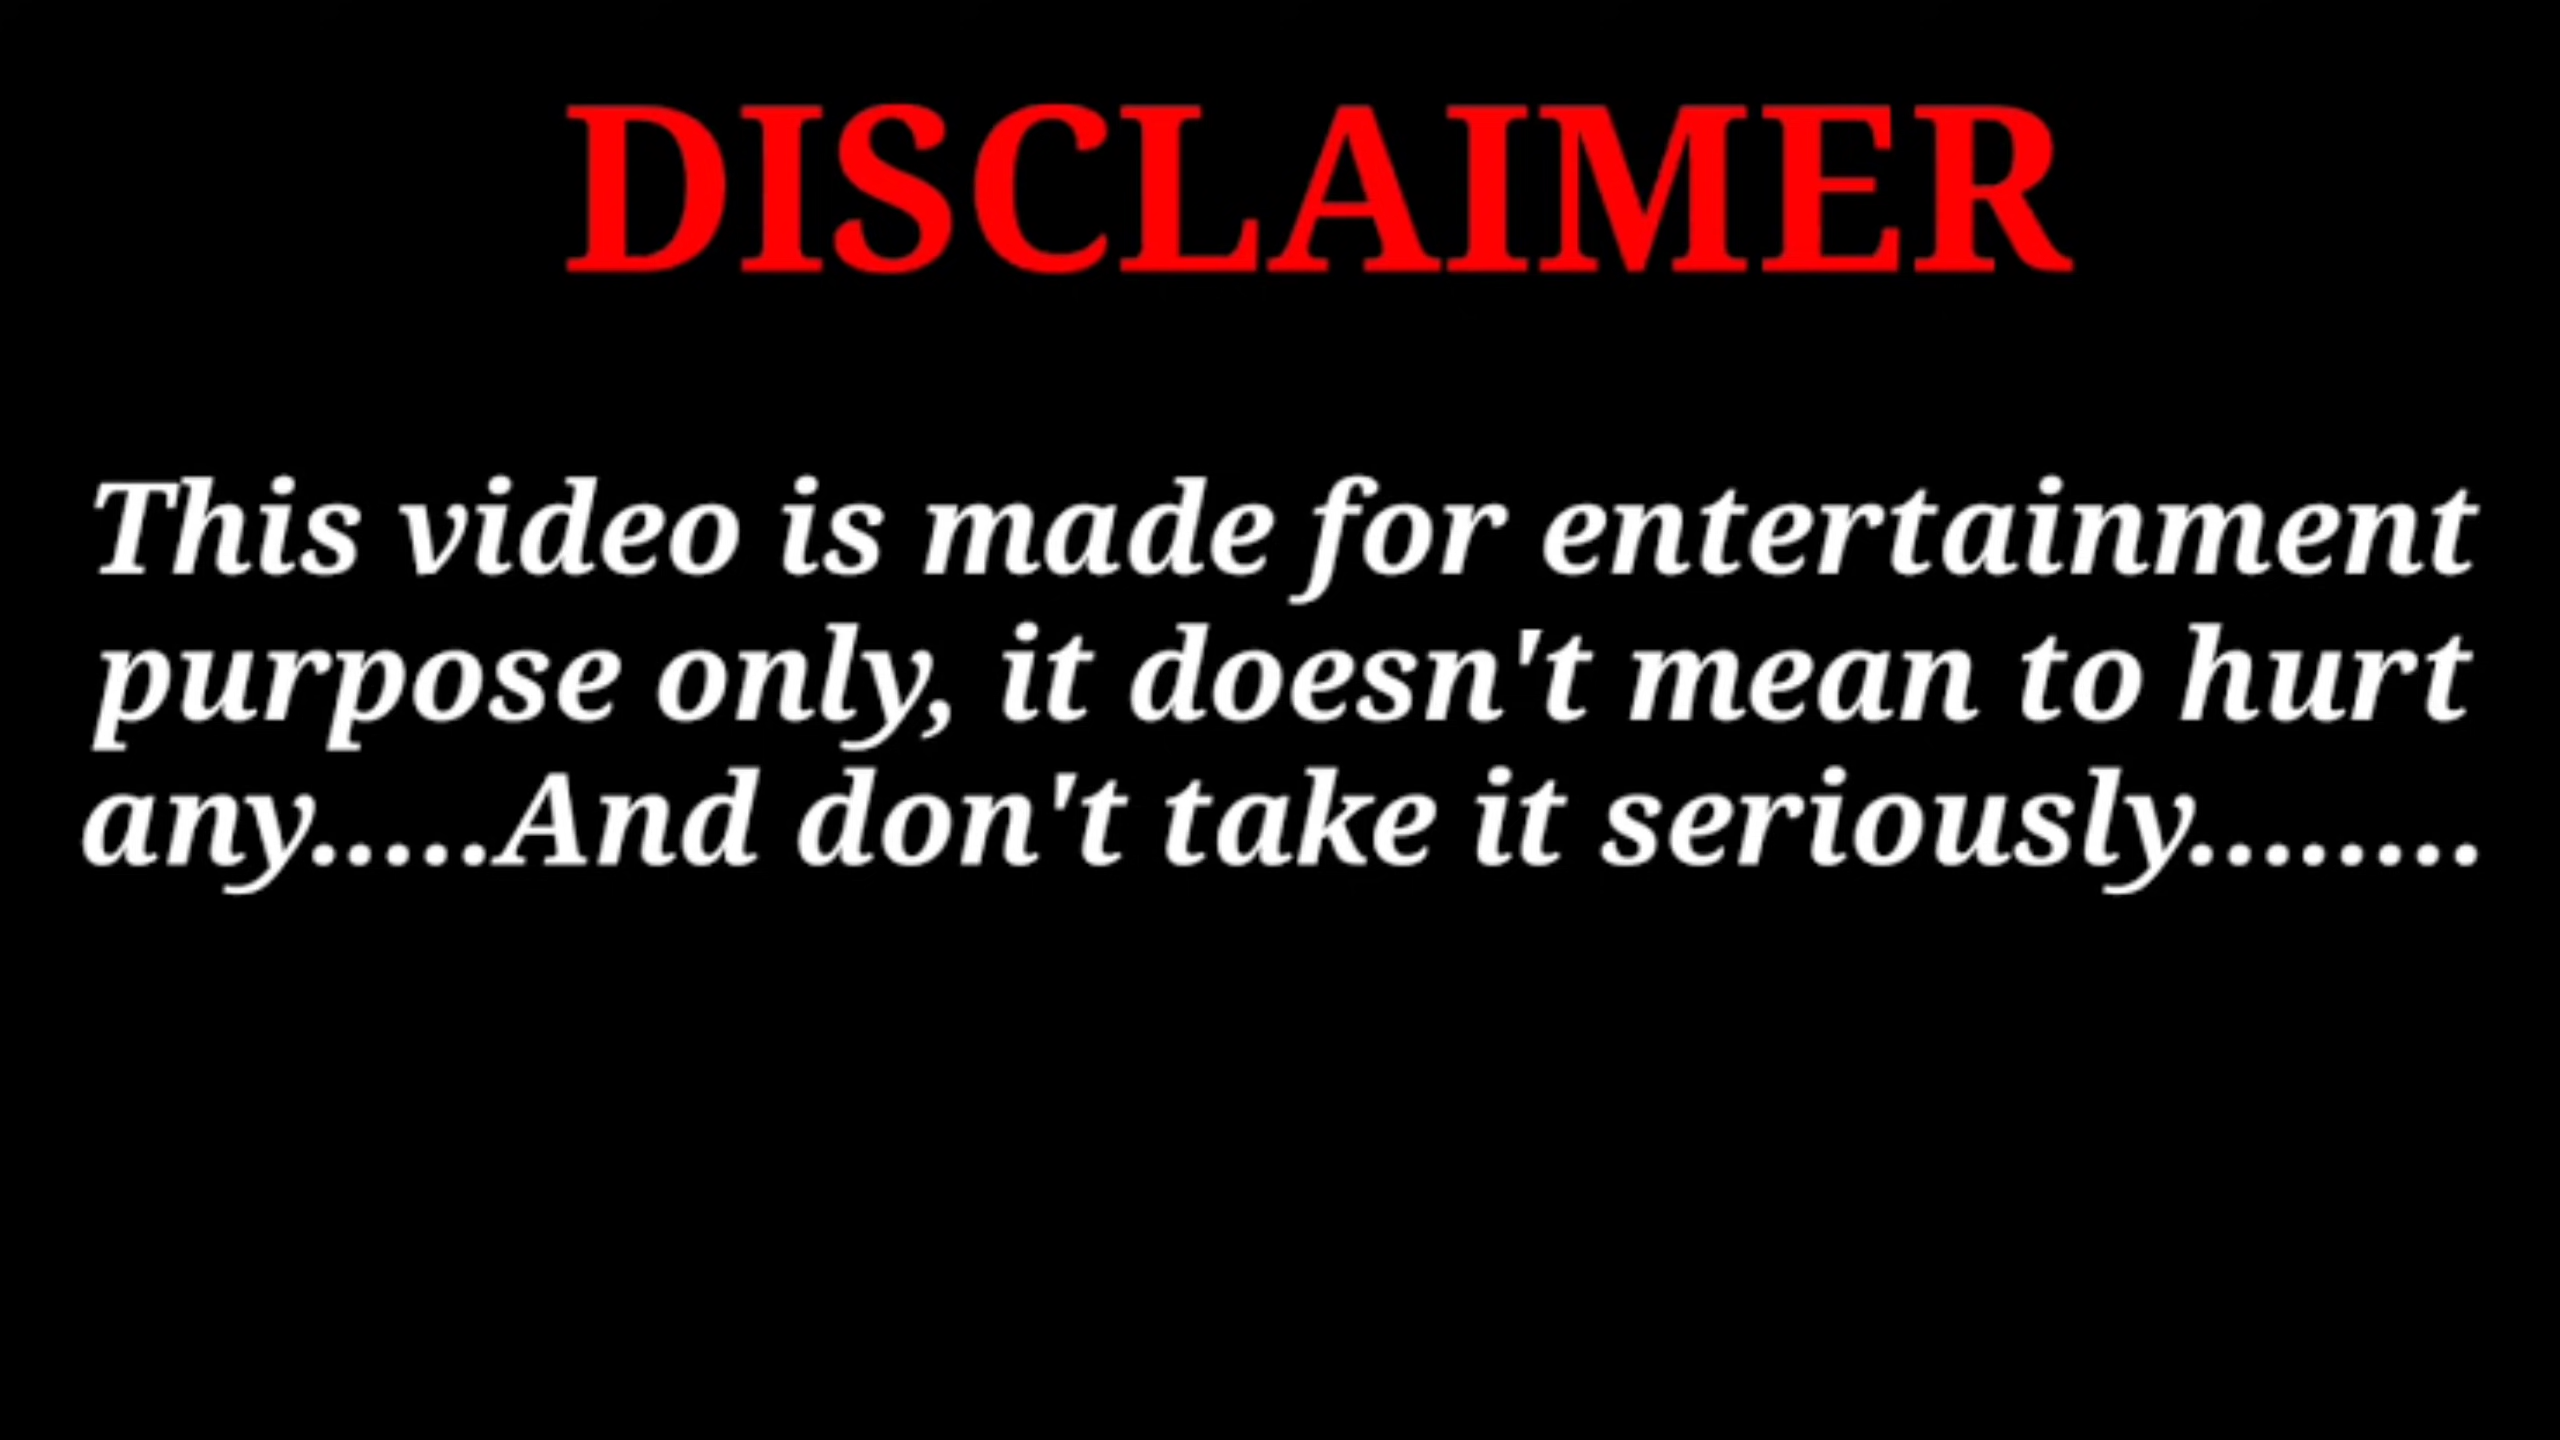 DISCLAIMER
This video is made for entertainment
purpose only, it doesn't mean to hurt
any.....And don't take it seriously........